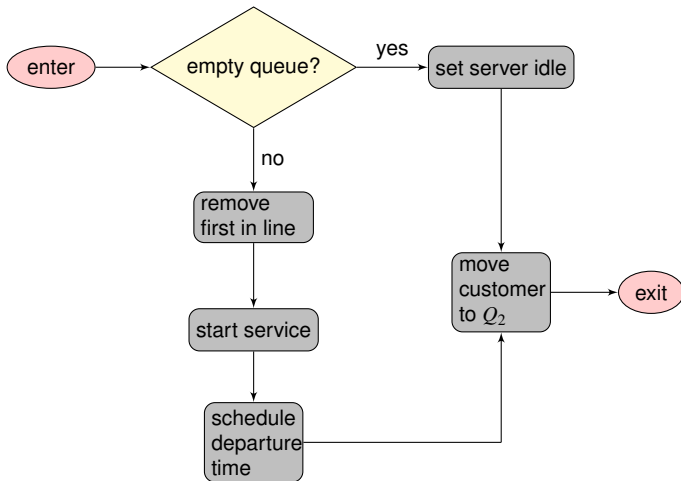 yes
enter
empty queue?
set server idle
no
remove
first in line
move
customer
to Q₂
exit
start service
schedule
departure
time